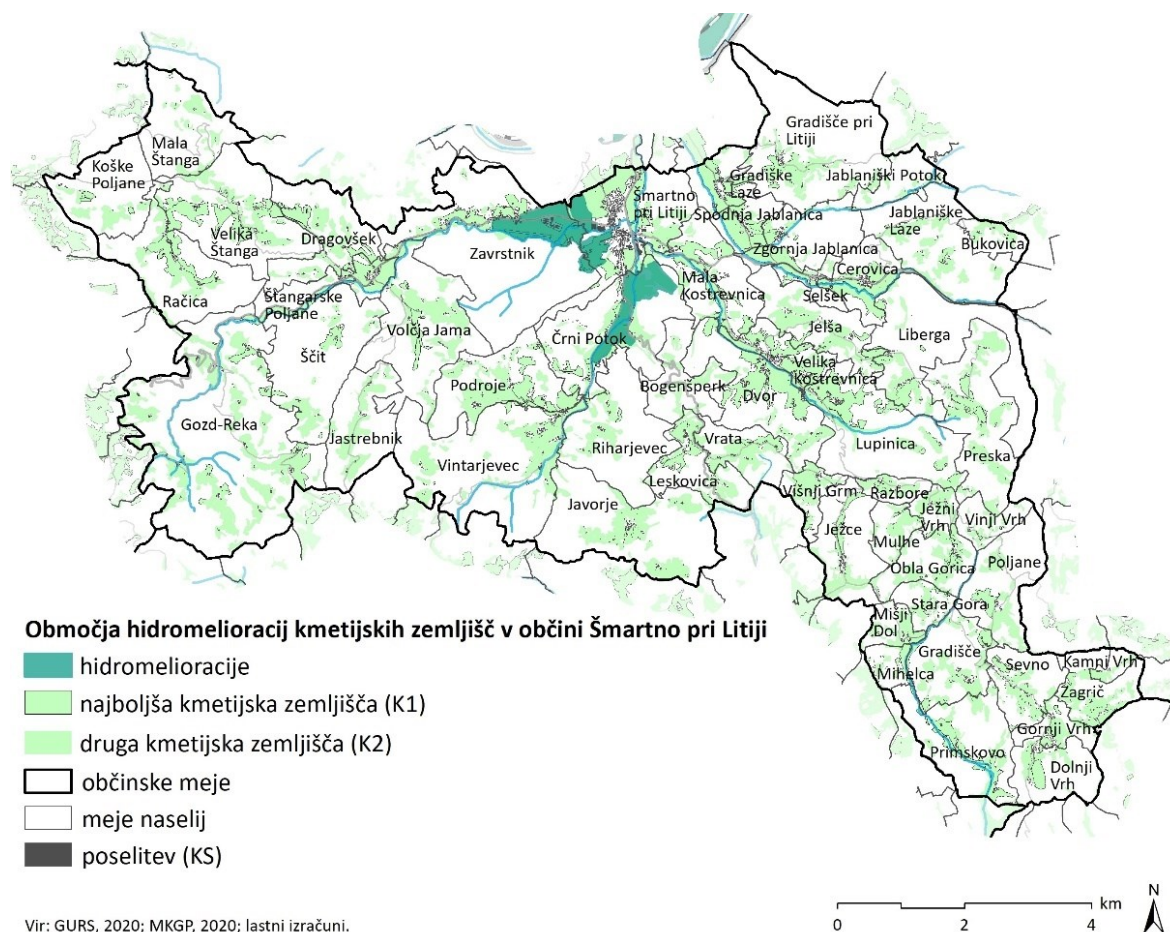 Gradišče pri
Litiji
Mala
Štanga
Koške
Poljane
Gradiške
Laze
Jablaniški Potok
Šmartno
pri Litiji
Spodnja Jablanica
Jablaniške
Laze
Velika
Štanga
Dragovšek
Zavrstnik
Zgornja Jablanica
Bukovica
Cerovica
Mala
Kostrevnica
Selšek
Račica
Štangarske
Poljane
Volčja Jama
Črni Potok
Jelša
Liberga
Ščit
Velika
Kostrevnica
Podroje
Bogenšperk
Dvor
Gozd-Reka
Jastrebnik
Riharjevec
Vrata
Lupinica
Vintarjevec
Leskovica
Preska
Javorje
Višnji Grm
Razbore
Ježni
Vrh
Vinji Vrh
Ježce
Mulhe
Obla Gorica
Poljane
Stara Gora
Mišji
Dol
Gradišče
Mihelca
Sevno
Kamni Vrh
Zagrič
Gornji Vrh
Primskovo
Dolnji
Vrh
Območja hidromelioracij kmetijskih zemljišč v občini Šmartno pri Litiji
hidromelioracije
najboljša kmetijska zemljišča (K1)
druga kmetijska zemljišča (K2)
občinske meje
meje naselij
poselitev (KS)
Vir: GURS, 2020; MKGP, 2020; lastni izračuni.
km
0 2 4
N